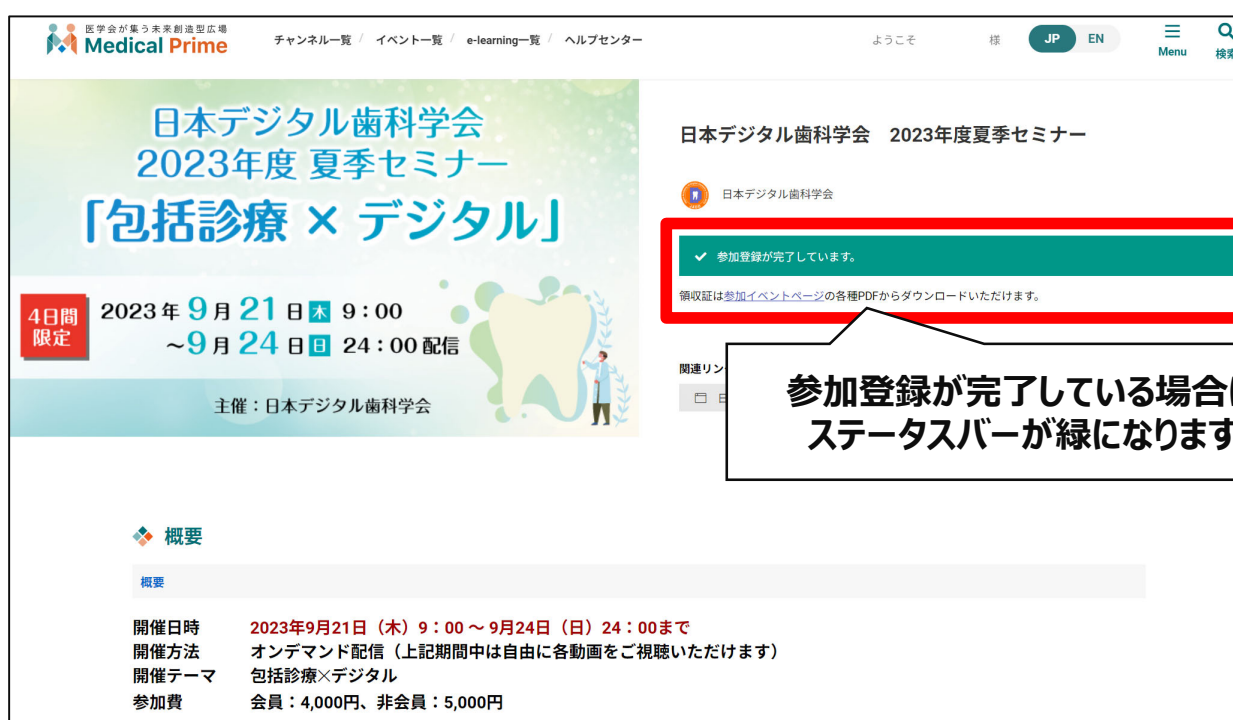 医学会が集う未来創造型広場
Medical Prime
チャンネル一覧 / イベント一覧 / e-learning一覧 / ヘルプセンター
ようこそ 様
JP EN
Menu
検索
日本デジタル歯科学会
2023年度 夏季セミナー
「包括診療 × デジタル」
4日間
限定
2023年 9月 21日 木 9:00
~9月 24日 日 24:00 配信
主催:日本デジタル歯科学会
日本デジタル歯科学会 2023年度夏季セミナー
日本デジタル歯科学会
参加登録が完了しています。
領収証は参加イベントページの各種PDFからダウンロードいただけます。
関連リン
参加登録が完了している場合
ステータスバーが緑になります
概要
概要
開催日時 2023年9月21日(木)9:00 ~ 9月24日(日)24:00まで
開催方法 オンデマンド配信(上記期間中は自由に各動画をご視聴いただけます)
開催テーマ 包括診療×デジタル
参加費 会員:4,000円、非会員:5,000円